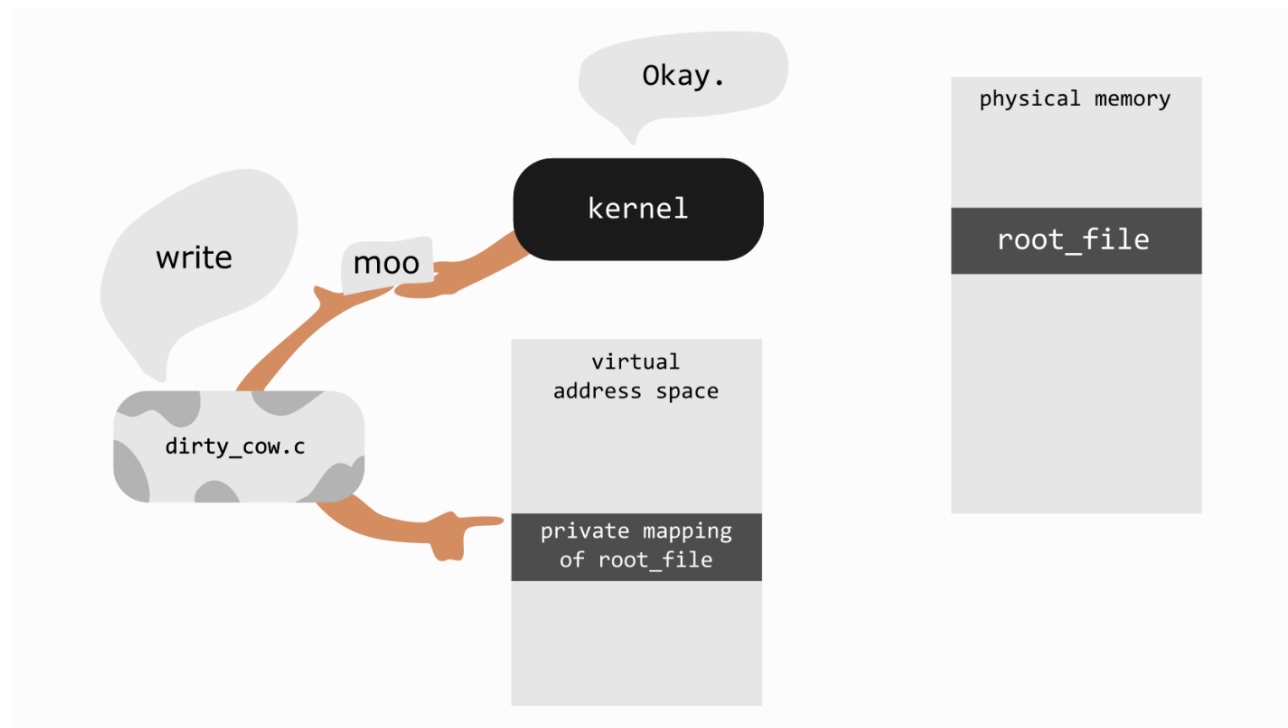 Okay.
physical memory
kernel
root_file
write
moo
virtual
address space
dirty_cow.c
private mapping
of root_file